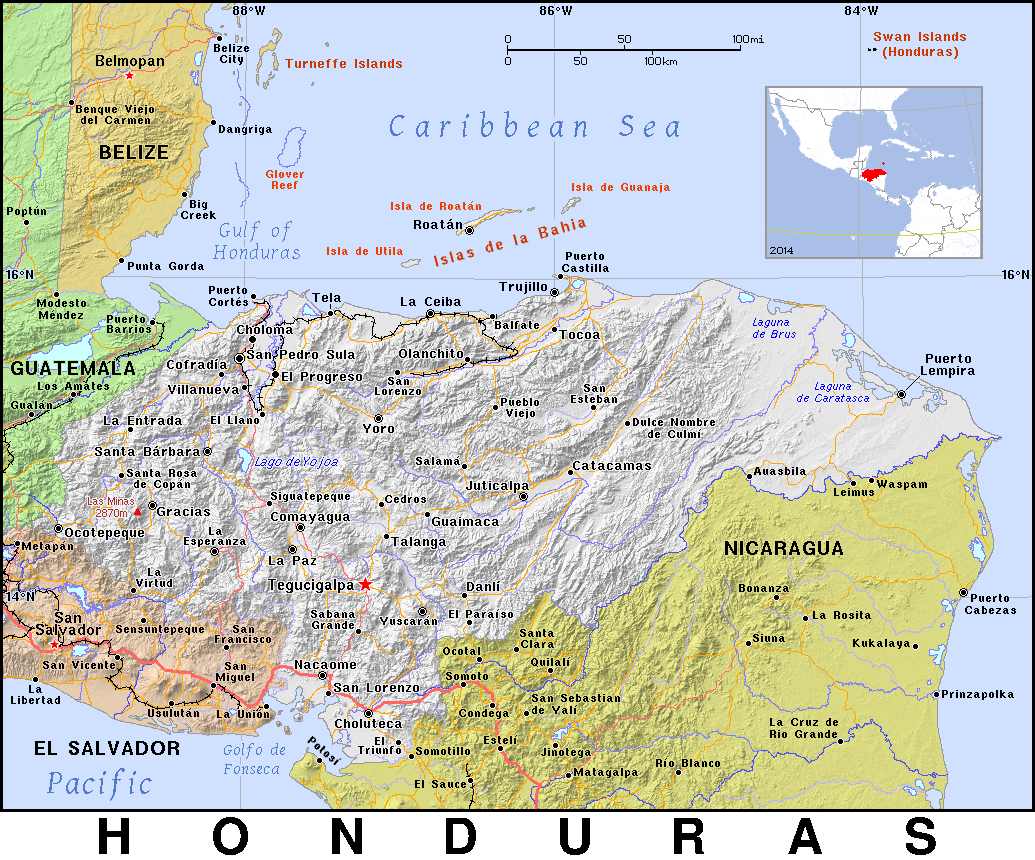 88°W
86°W
84°W
Belize
City
Belmopan
Turneffe Islands
0
50
100mi
0
50
100km
Swan Islands
(Honduras)
Benque Viejo
del Carmen
Dangriga
BELIZE
Caribbean Sea
Glover
Reef
Big
Creek
Poptún
Gulf of
Honduras
Isla de Guanaja
Isla de Roatán
Roatán
Isla de Utila
Islas de la Bahia
2014
16°N
Punta Gorda
Puerto
Castilla
16°N
Modesto
Méndez
Puerto
Cortés
Tela
La Ceiba
Trujillo
Puerto
Barrios
Choloma
Balfate
Tocoa
Laguna
de Brus
GUATEMALA
Cofradía
San Pedro Sula
Olanchito
Puerto
Lempira
Los Amates
Villanueva
El Progreso
San
Lorenzo
San
Esteban
Laguna
de Caratasca
Gualán
La Entrada
El Llano
Yoro
Pueblo
Viejo
Dulce Nombre
de Culmí
Santa Bárbara
Lago de Yojoa
Salamá
Catacamas
Auasbila
Santa Rosa
de Copán
Siguatepeque
Cedros
Juticalpa
Leimus
Waspam
Las Minas
2870m
Gracias
Comayagua
Guaimaca
Ocotepeque
La
Esperanza
Talanga
NICARAGUA
Metapán
La Paz
La
Virtud
Tegucigalpa
Danlí
Bonanza
14°N
Puerto
Cabezas
San
Salvador
Sensuntepeque
San
Francisco
Sabana
Grande
Yuscarán
El Paraíso
La Rosita
Santa
Clara
Siuna
Kukalaya
San Vicente
Nacaome
Ocotal
Quilalí
La
Libertad
San
Miguel
San Lorenzo
Somoto
San Sebastian
de Yalí
Prinzapolka
Usulután
La Unión
Choluteca
Condega
La Cruz de
Rio Grande
EL SALVADOR
Golfo de
Fonseca
Potosí
El
Triunfo
Somotillo
Estelí
Jinotega
Pacific
El Sauce
Matagalpa
Río Blanco
HONDURAS